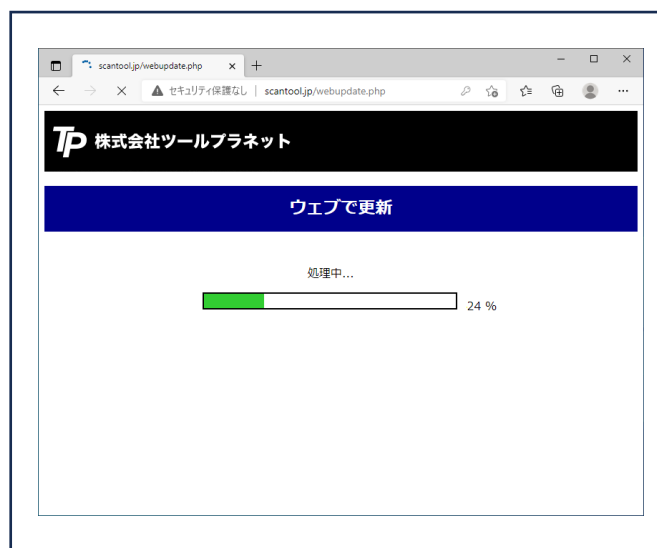 scantool.jp/webupdate.php
セキュリティ保護なし | scantool.jp/webupdate.php
TP 株式会社ツールプラネット
ウェブで更新
処理中...
24 %